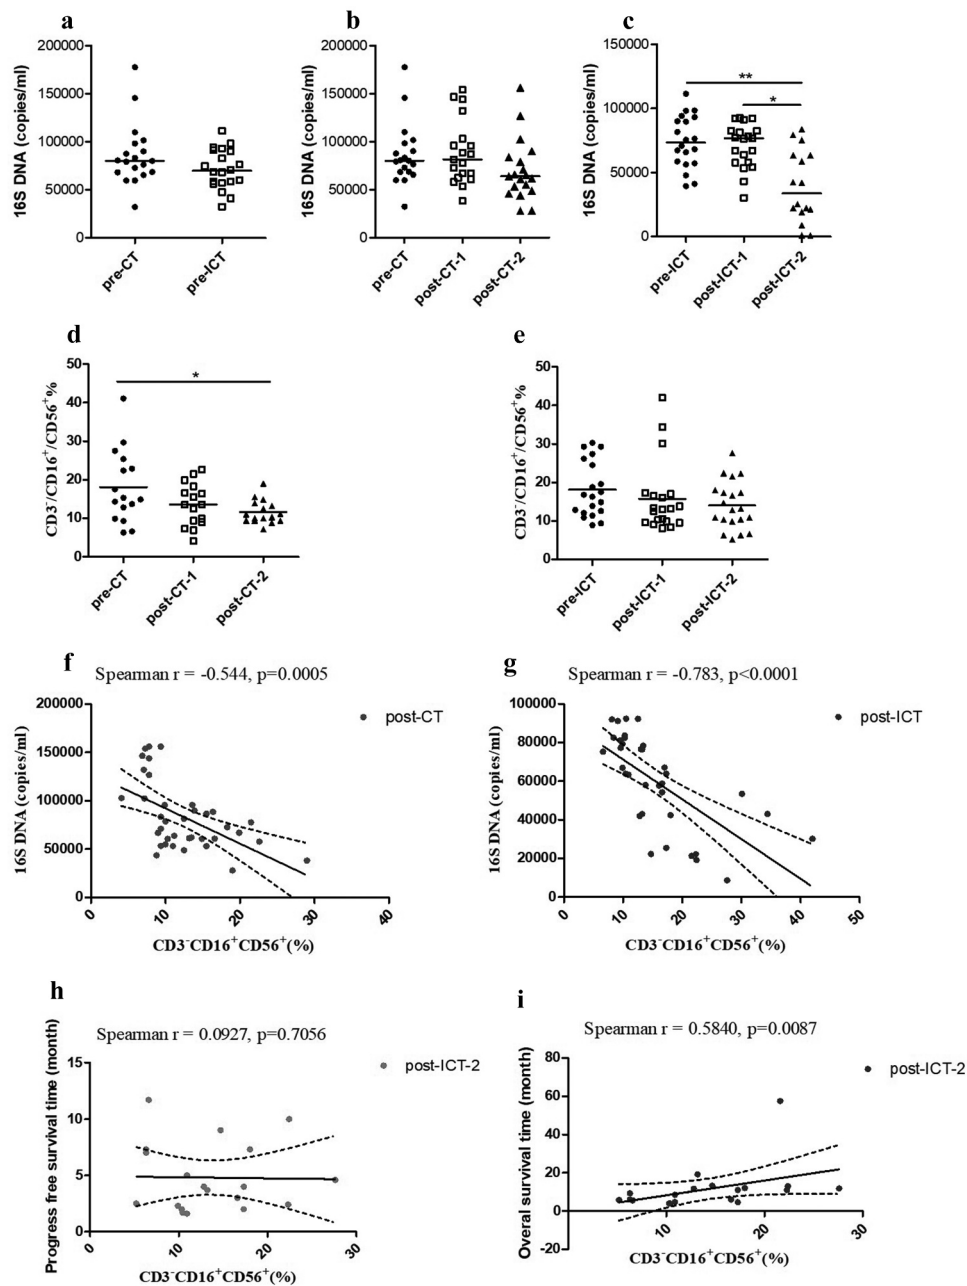 a
16S DNA (copies/ml)
200000
150000
100000
50000
0
pre-CT
pre-ICT
b
16S DNA (copies/ml)
200000
150000
100000
50000
0
pre-CT
post-CT-1
post-CT-2
c
16S DNA (copies/ml)
150000
100000
50000
0
**
*
pre-ICT
post-ICT-1
post-ICT-2
d
CD3⁻/CD16⁺/CD56⁺%
50
40
30
20
10
0
*
pre-CT
post-CT-1
post-CT-2
e
CD3⁻/CD16⁺/CD56⁺%
50
40
30
20
10
0
pre-ICT
post-ICT-1
post-ICT-2
f
Spearman r = -0.544, p=0.0005
16S DNA (copies/ml)
200000
150000
100000
50000
0
0
10
20
30
40
CD3⁻CD16⁺CD56⁺(%)
post-CT
g
Spearman r = -0.783, p<0.0001
16S DNA (copies/ml)
100000
80000
60000
40000
20000
0
0
10
20
30
40
50
CD3⁻CD16⁺CD56⁺(%)
post-ICT
h
Spearman r = 0.0927, p=0.7056
Progress free survival time (month)
15
10
5
0
0
10
20
30
CD3⁻CD16⁺CD56⁺(%)
post-ICT-2
i
Spearman r = 0.5840, p=0.0087
Overal survival time (month)
80
60
40
20
0
-20
10
20
30
CD3⁻CD16⁺CD56⁺(%)
post-ICT-2